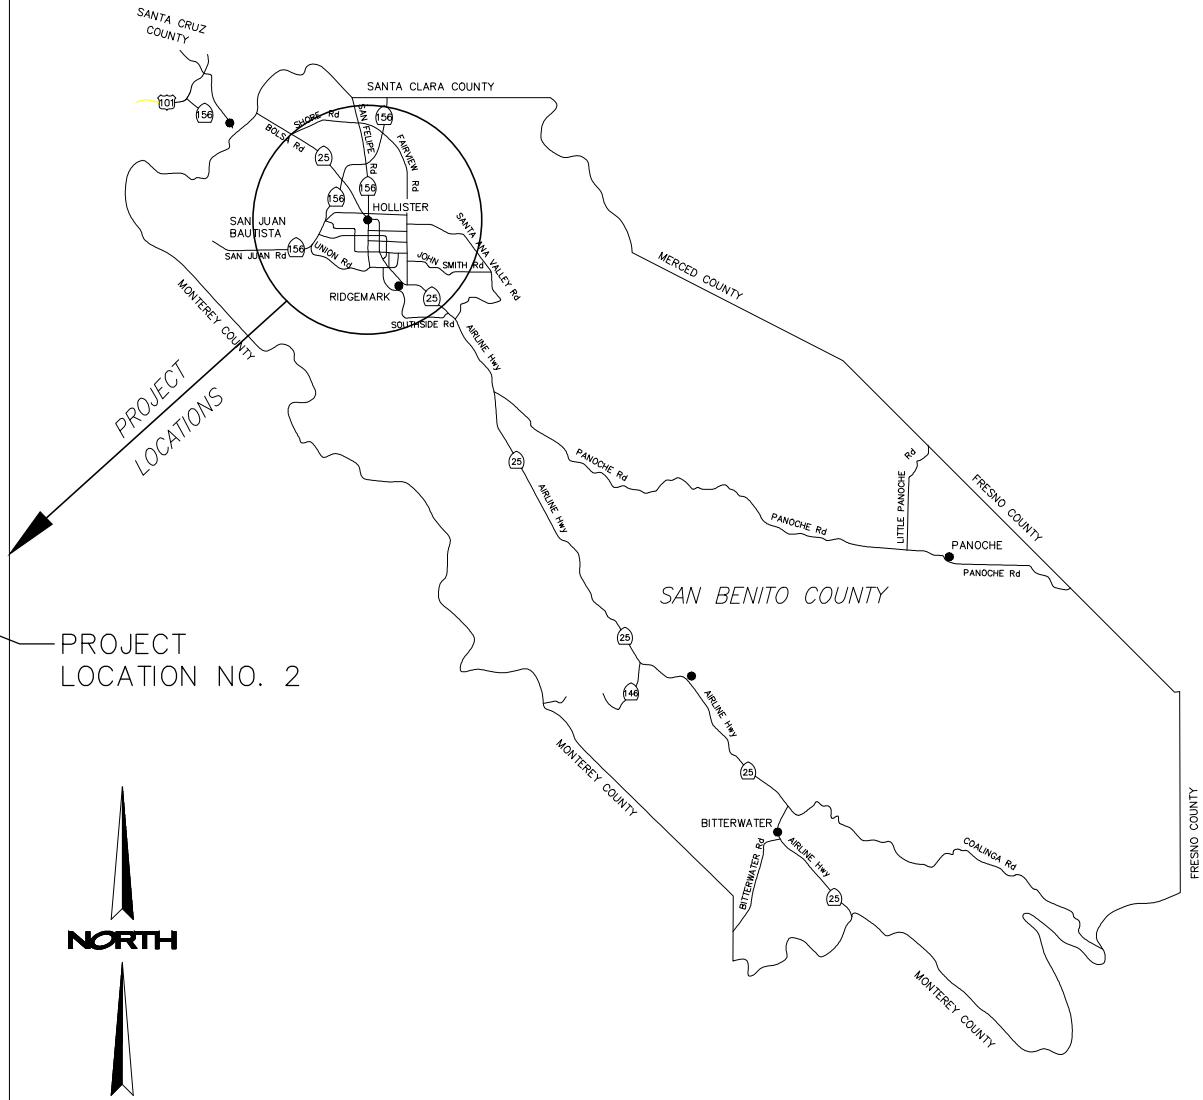 SANTA CRUZ
COUNTY
101
156
SANTA CLARA COUNTY
SHORE Rd
BOLSA Rd
SAN FELIPE Rd
156
FAIRVIEW Rd
25
156
156
HOLLISTER
SAN JUAN
BAUTISTA
SAN JUAN Rd
156
UNION Rd
JOHN SMITH Rd
SANTA ANA VALLEY Rd
RIDGEMARK
25
SOUTHSIDE Rd
MERCED COUNTY
MONTEREY COUNTY
AIRLINE Hwy
PROJECT
LOCATIONS
25
PANOCHE Rd
AIRLINE Hwy
PANOCHE Rd
LITTLE PANOCHE Rd
FRESNO COUNTY
PANOCHE
PANOCHE Rd
SAN BENITO COUNTY
25
PROJECT
LOCATION NO. 2
146
AIRLINE Hwy
MONTEREY COUNTY
25
BITTERWATER
BITTERWATER Rd
AIRLINE Hwy
25
COALINGA Rd
FRESNO COUNTY
NORTH
MONTEREY COUNTY